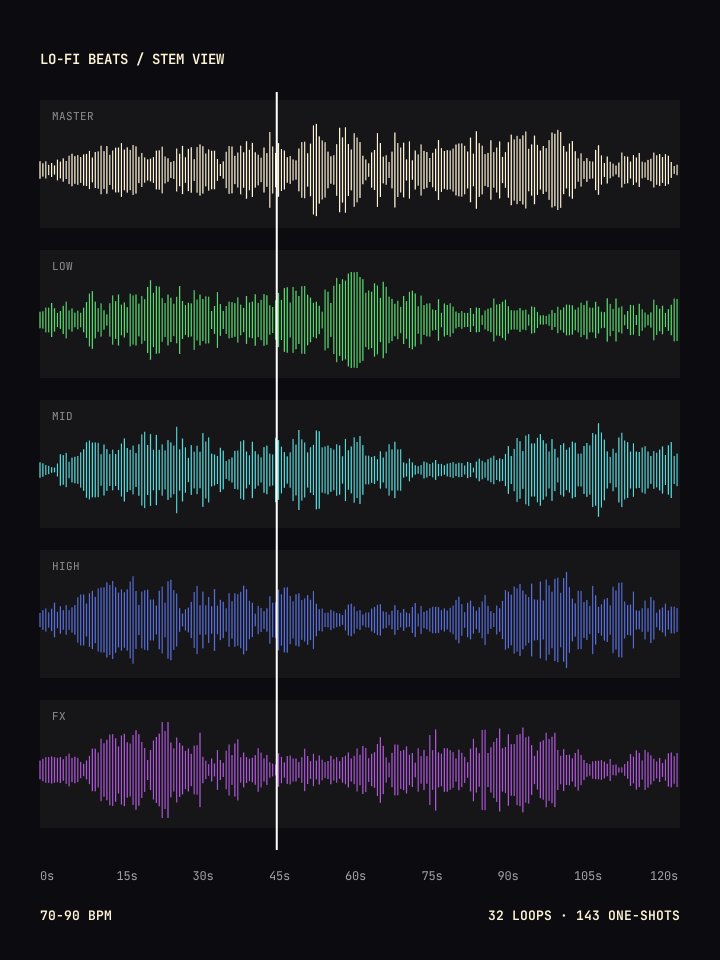 LO-FI BEATS / STEM VIEW
MASTER
LOW
MID
HIGH
FX
0s 15s 30s 45s 60s 75s 90s 105s 120s
70-90 BPM 32 LOOPS · 143 ONE-SHOTS